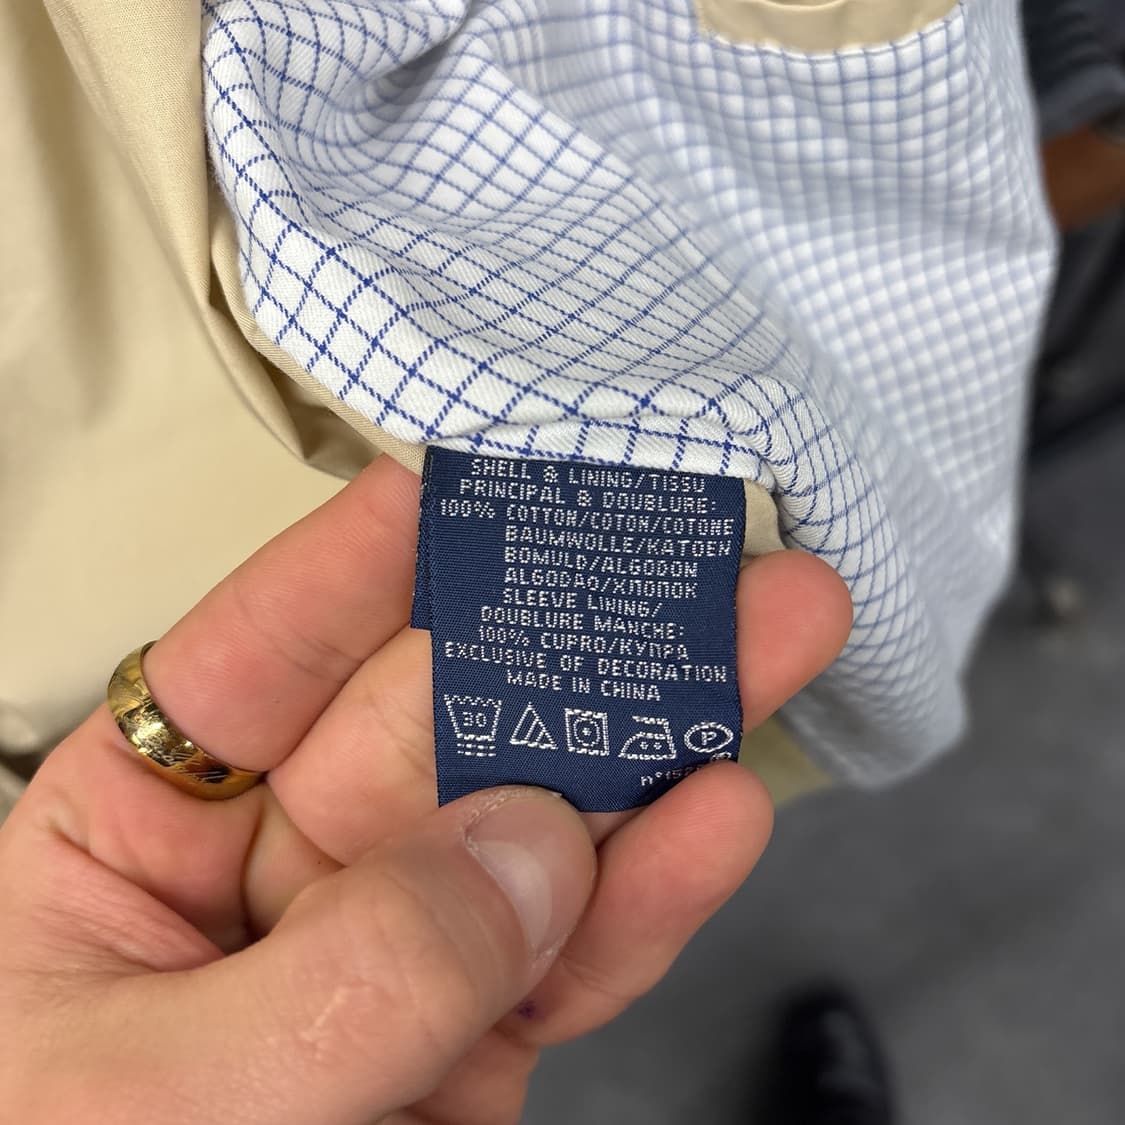 SHELL & LINING/TISSU
PRINCIPAL & DOUBLURE:
100% COTTON/COTON/COTONE
BAUMWOLLE/KATOEN
BOMULD/ALGODON
ALGODAO/ХЛОПОК
SLEEVE LINING/
DOUBLURE MANCHE:
100% CUPRO/КУПРА
EXCLUSIVE OF DECORATION
MADE IN CHINA
30 P